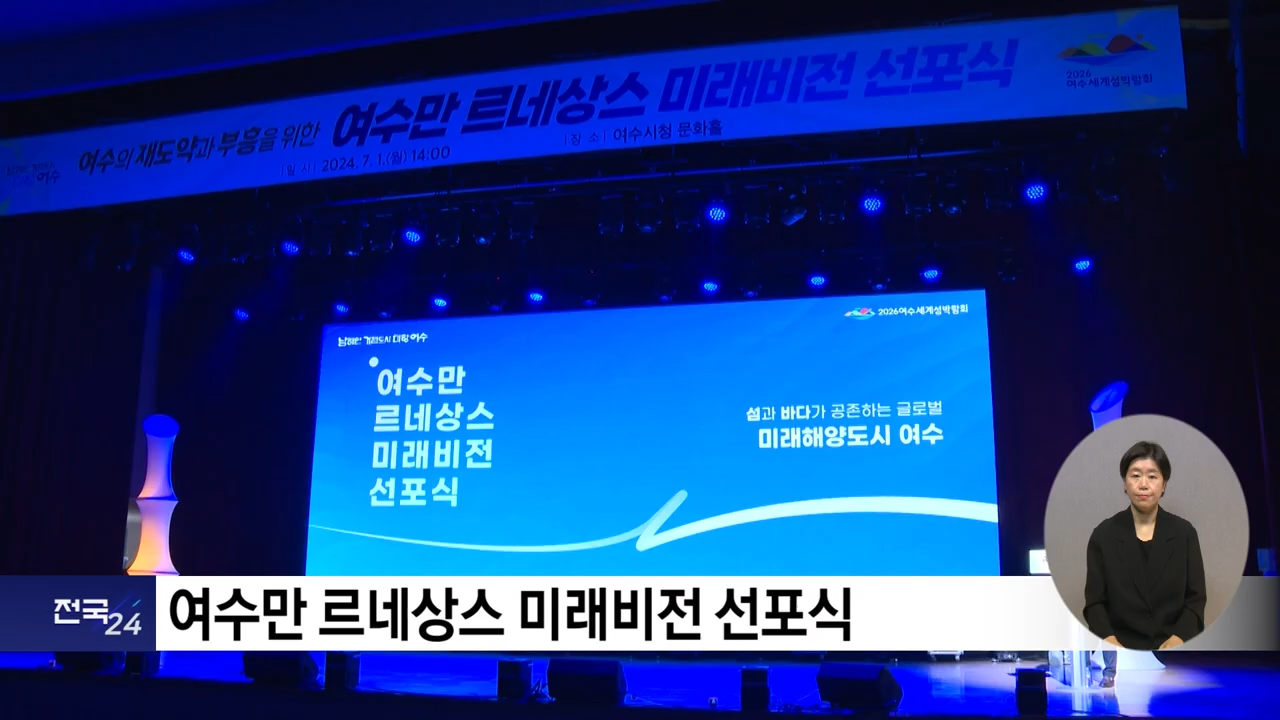 여수의 재도약과 부흥을 위한 여수만 르네상스 미래비전 선포식
2026
여수세계섬박람회
|일 시| 2024. 7. 1.(월) 14:00
|장 소| 여수시청 문화홀
여수
2026여수세계섬박람회
여수만
르네상스
미래비전
선포식
섬과 바다가 공존하는 글로벌
미래해양도시 여수
전국24
여수만 르네상스 미래비전 선포식